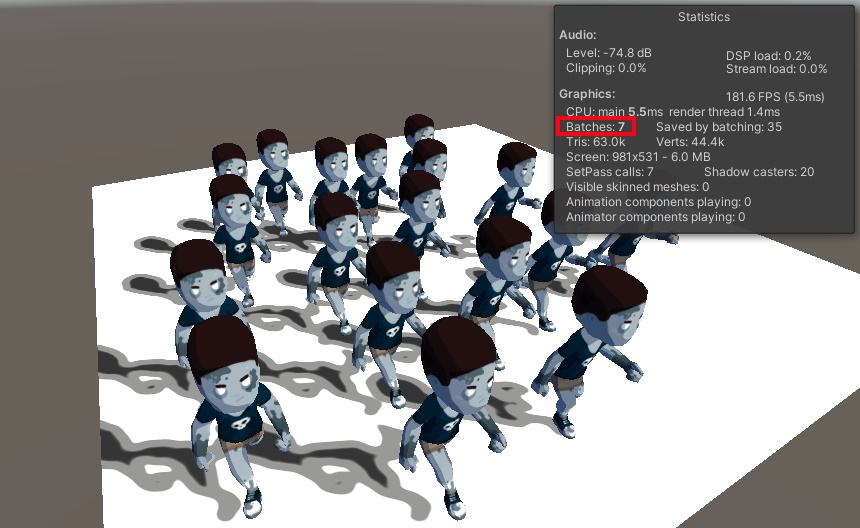 Statistics
Audio:
Level: -74.8 dB DSP load: 0.2%
Clipping: 0.0% Stream load: 0.0%
Graphics: 181.6 FPS (5.5ms)
CPU: main 5.5ms render thread 1.4ms
Batches: 7 Saved by batching: 35
Tris: 63.0k Verts: 44.4k
Screen: 981x531 - 6.0 MB
SetPass calls: 7 Shadow casters: 20
Visible skinned meshes: 0
Animation components playing: 0
Animator components playing: 0